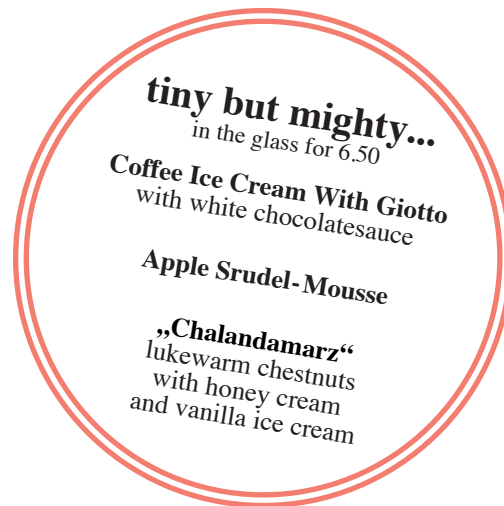 tiny but mighty...
in the glass for 6.50
Coffee Ice Cream With Giotto
with white chocolatesauce
Apple Srudel-Mousse
„Chalandamarz“
lukewarm chestnuts
with honey cream
and vanilla ice cream